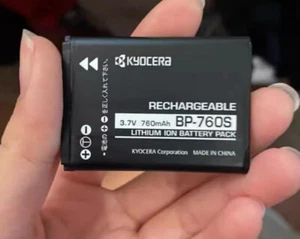 KYOCERA
RECHARGEABLE
3.7V 760mAh BP-760S
LITHIUM ION BATTERY PACK
KYOCERA Corporation MADE IN CHINA